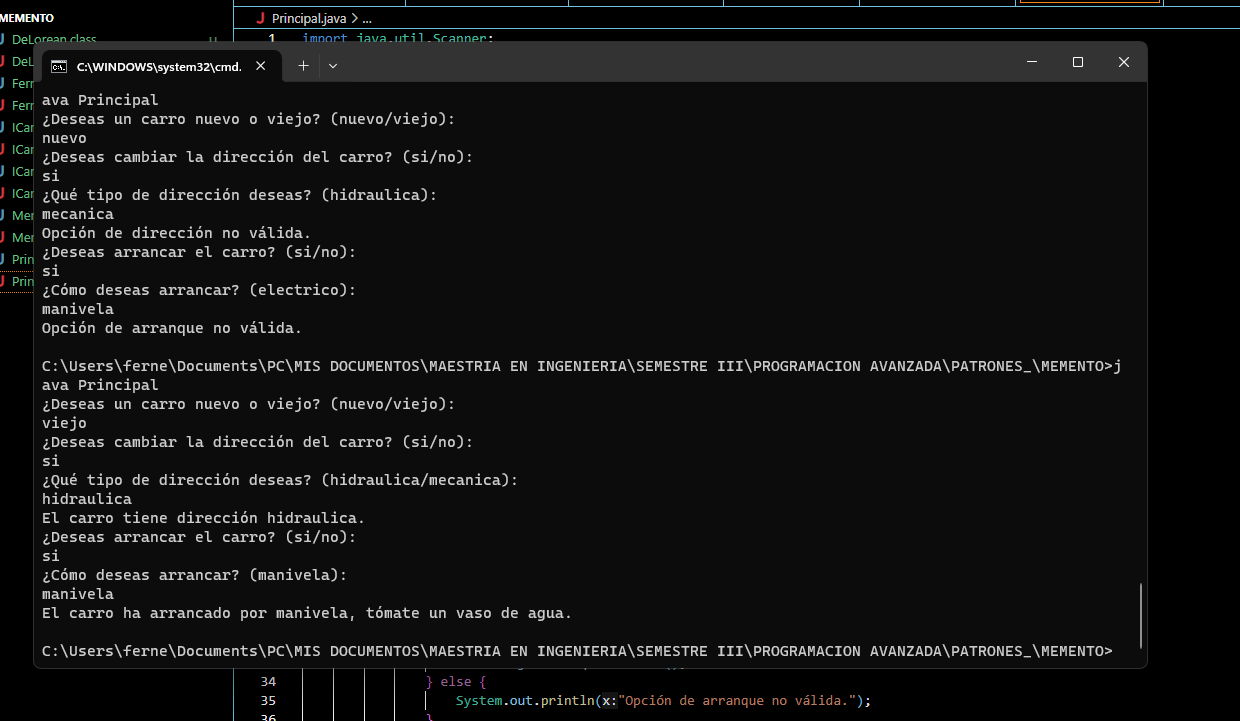 MEMENTO
Principal.java > ...
DeLorean.class
U
1 import java.util.Scanner;
DeL
C:\WINDOWS\system32\cmd.
Fern
Fern
ICar
ICar
ICar
ICar
Mem
Mem
Prin
Prin
ava Principal
¿Deseas un carro nuevo o viejo? (nuevo/viejo):
nuevo
¿Deseas cambiar la dirección del carro? (si/no):
si
¿Qué tipo de dirección deseas? (hidraulica):
mecanica
Opción de dirección no válida.
¿Deseas arrancar el carro? (si/no):
si
¿Cómo deseas arrancar? (electrico):
manivela
Opción de arranque no válida.
C:\Users\ferne\Documents\PC\MIS DOCUMENTOS\MAESTRIA EN INGENIERIA\SEMESTRE III\PROGRAMACION AVANZADA\PATRONES_\MEMENTO>j
ava Principal
¿Deseas un carro nuevo o viejo? (nuevo/viejo):
viejo
¿Deseas cambiar la dirección del carro? (si/no):
si
¿Qué tipo de dirección deseas? (hidraulica/mecanica):
hidraulica
El carro tiene dirección hidraulica.
¿Deseas arrancar el carro? (si/no):
si
¿Cómo deseas arrancar? (manivela):
manivela
El carro ha arrancado por manivela, tómate un vaso de agua.
C:\Users\ferne\Documents\PC\MIS DOCUMENTOS\MAESTRIA EN INGENIERIA\SEMESTRE III\PROGRAMACION AVANZADA\PATRONES_\MEMENTO>
34 } else {
35 System.out.println(x:"Opción de arranque no válida.");
36 }